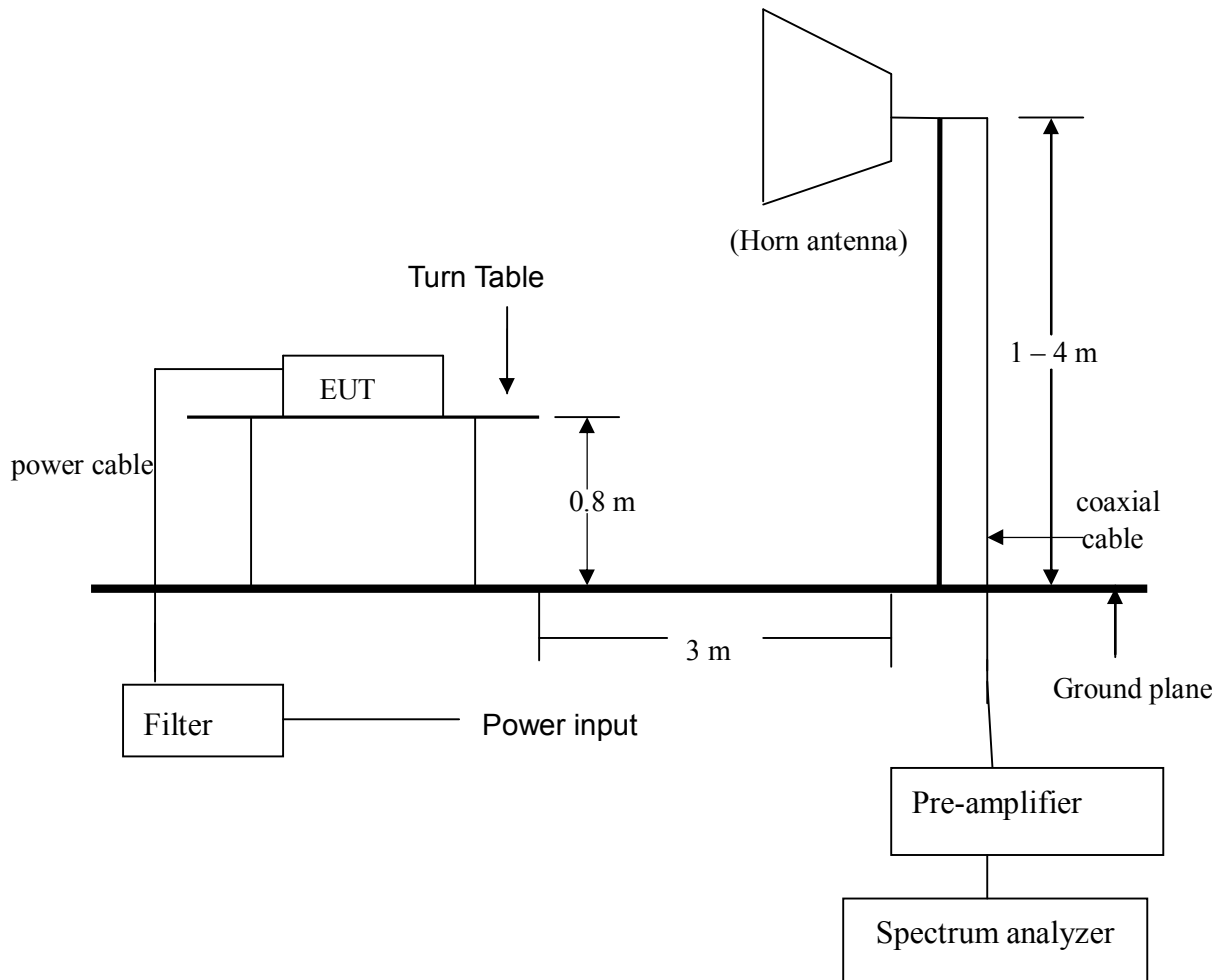 (Horn antenna)
Turn Table
1 – 4 m
EUT
power cable
0.8 m
coaxial
cable
3 m
Ground plane
Filter
Power input
Pre-amplifier
Spectrum analyzer